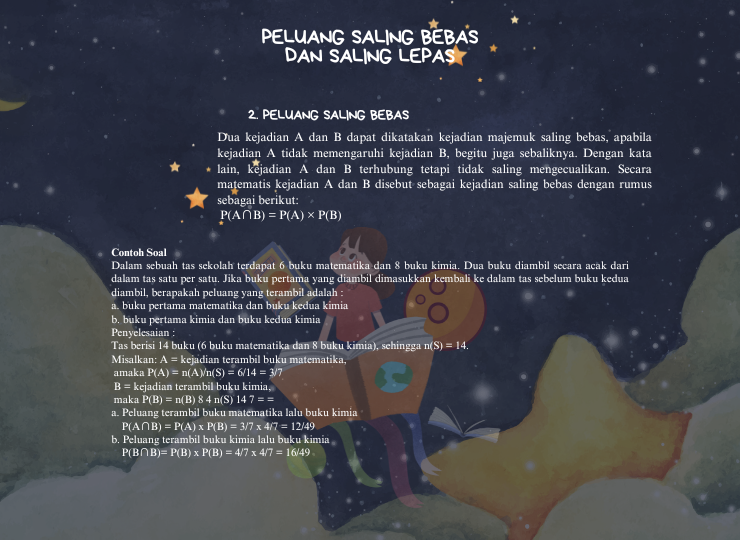 PELUANG SALING BEBAS
DAN SALING LEPAS
2. PELUANG SALING BEBAS
Dua kejadian A dan B dapat dikatakan kejadian majemuk saling bebas, apabila
kejadian A tidak memengaruhi kejadian B, begitu juga sebaliknya. Dengan kata
lain, kejadian A dan B terhubung tetapi tidak saling mengecualikan. Secara
matematis kejadian A dan B disebut sebagai kejadian saling bebas dengan rumus
sebagai berikut:
P(A∩B) = P(A) × P(B)
Contoh Soal
Dalam sebuah tas sekolah terdapat 6 buku matematika dan 8 buku kimia. Dua buku diambil secara acak dari
dalam tas satu per satu. Jika buku pertama yang diambil dimasukkan kembali ke dalam tas sebelum buku kedua
diambil, berapakah peluang yang terambil adalah :
a. buku pertama matematika dan buku kedua kimia
b. buku pertama kimia dan buku kedua kimia
Penyelesaian :
Tas berisi 14 buku (6 buku matematika dan 8 buku kimia), sehingga n(S) = 14.
Misalkan: A = kejadian terambil buku matematika,
amaka P(A) = n(A)/n(S) = 6/14 = 3/7
B = kejadian terambil buku kimia,
maka P(B) = n(B) 8 4 n(S) 14 7 = =
a. Peluang terambil buku matematika lalu buku kimia
P(A∩B) = P(A) x P(B) = 3/7 x 4/7 = 12/49
b. Peluang terambil buku kimia lalu buku kimia
P(B∩B)= P(B) x P(B) = 4/7 x 4/7 = 16/49